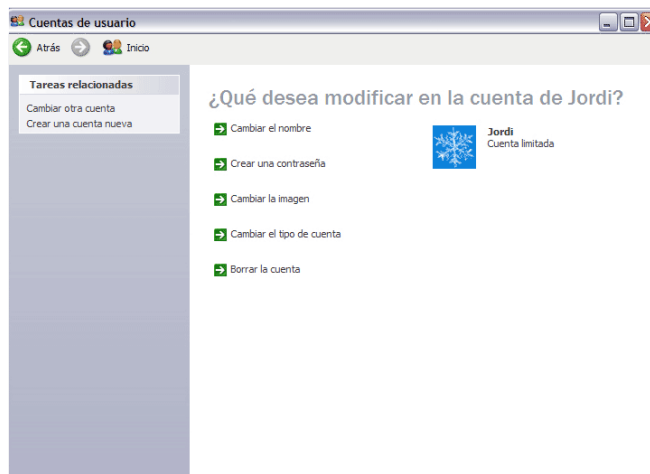 Cuentas de usuario
Atrás
Inicio
Tareas relacionadas
Cambiar otra cuenta
Crear una cuenta nueva
¿Qué desea modificar en la cuenta de Jordi?
Cambiar el nombre
Jordi
Cuenta limitada
Crear una contraseña
Cambiar la imagen
Cambiar el tipo de cuenta
Borrar la cuenta